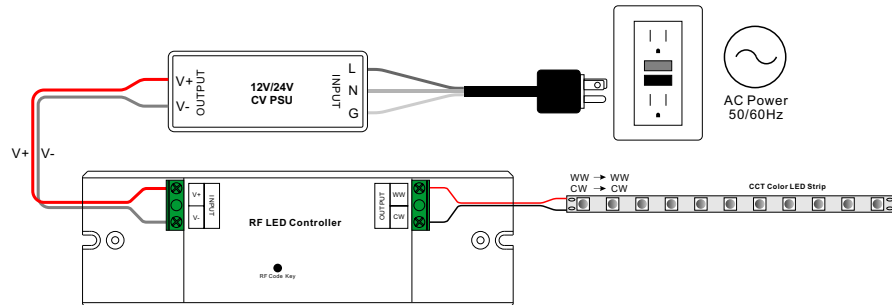 V+
V-
OUTPUT
12V/24V
CV PSU
INPUT
L
N
G
AC Power
50/60Hz
V+
V-
V+
V-
INPUT
RF LED Controller
RF Code Key
OUTPUT
WW
CW
WW → WW
CW → CW
CCT Color LED Strip